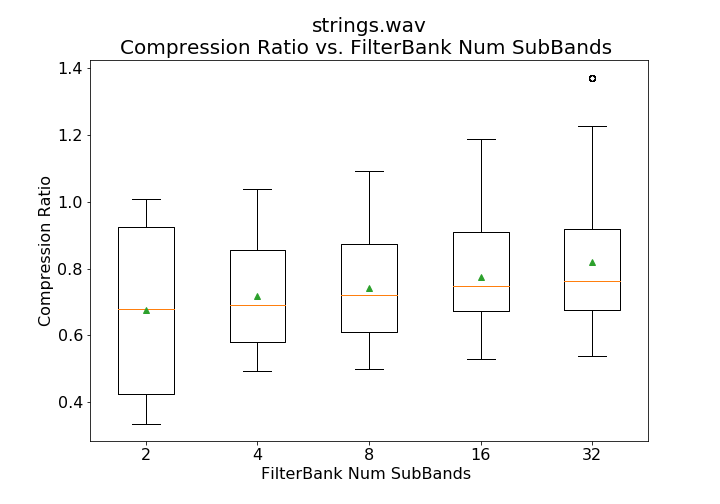 strings.wav
Compression Ratio vs. FilterBank Num SubBands
1.4
1.2
1.0
0.8
0.6
0.4
Compression Ratio
2 4 8 16 32
FilterBank Num SubBands